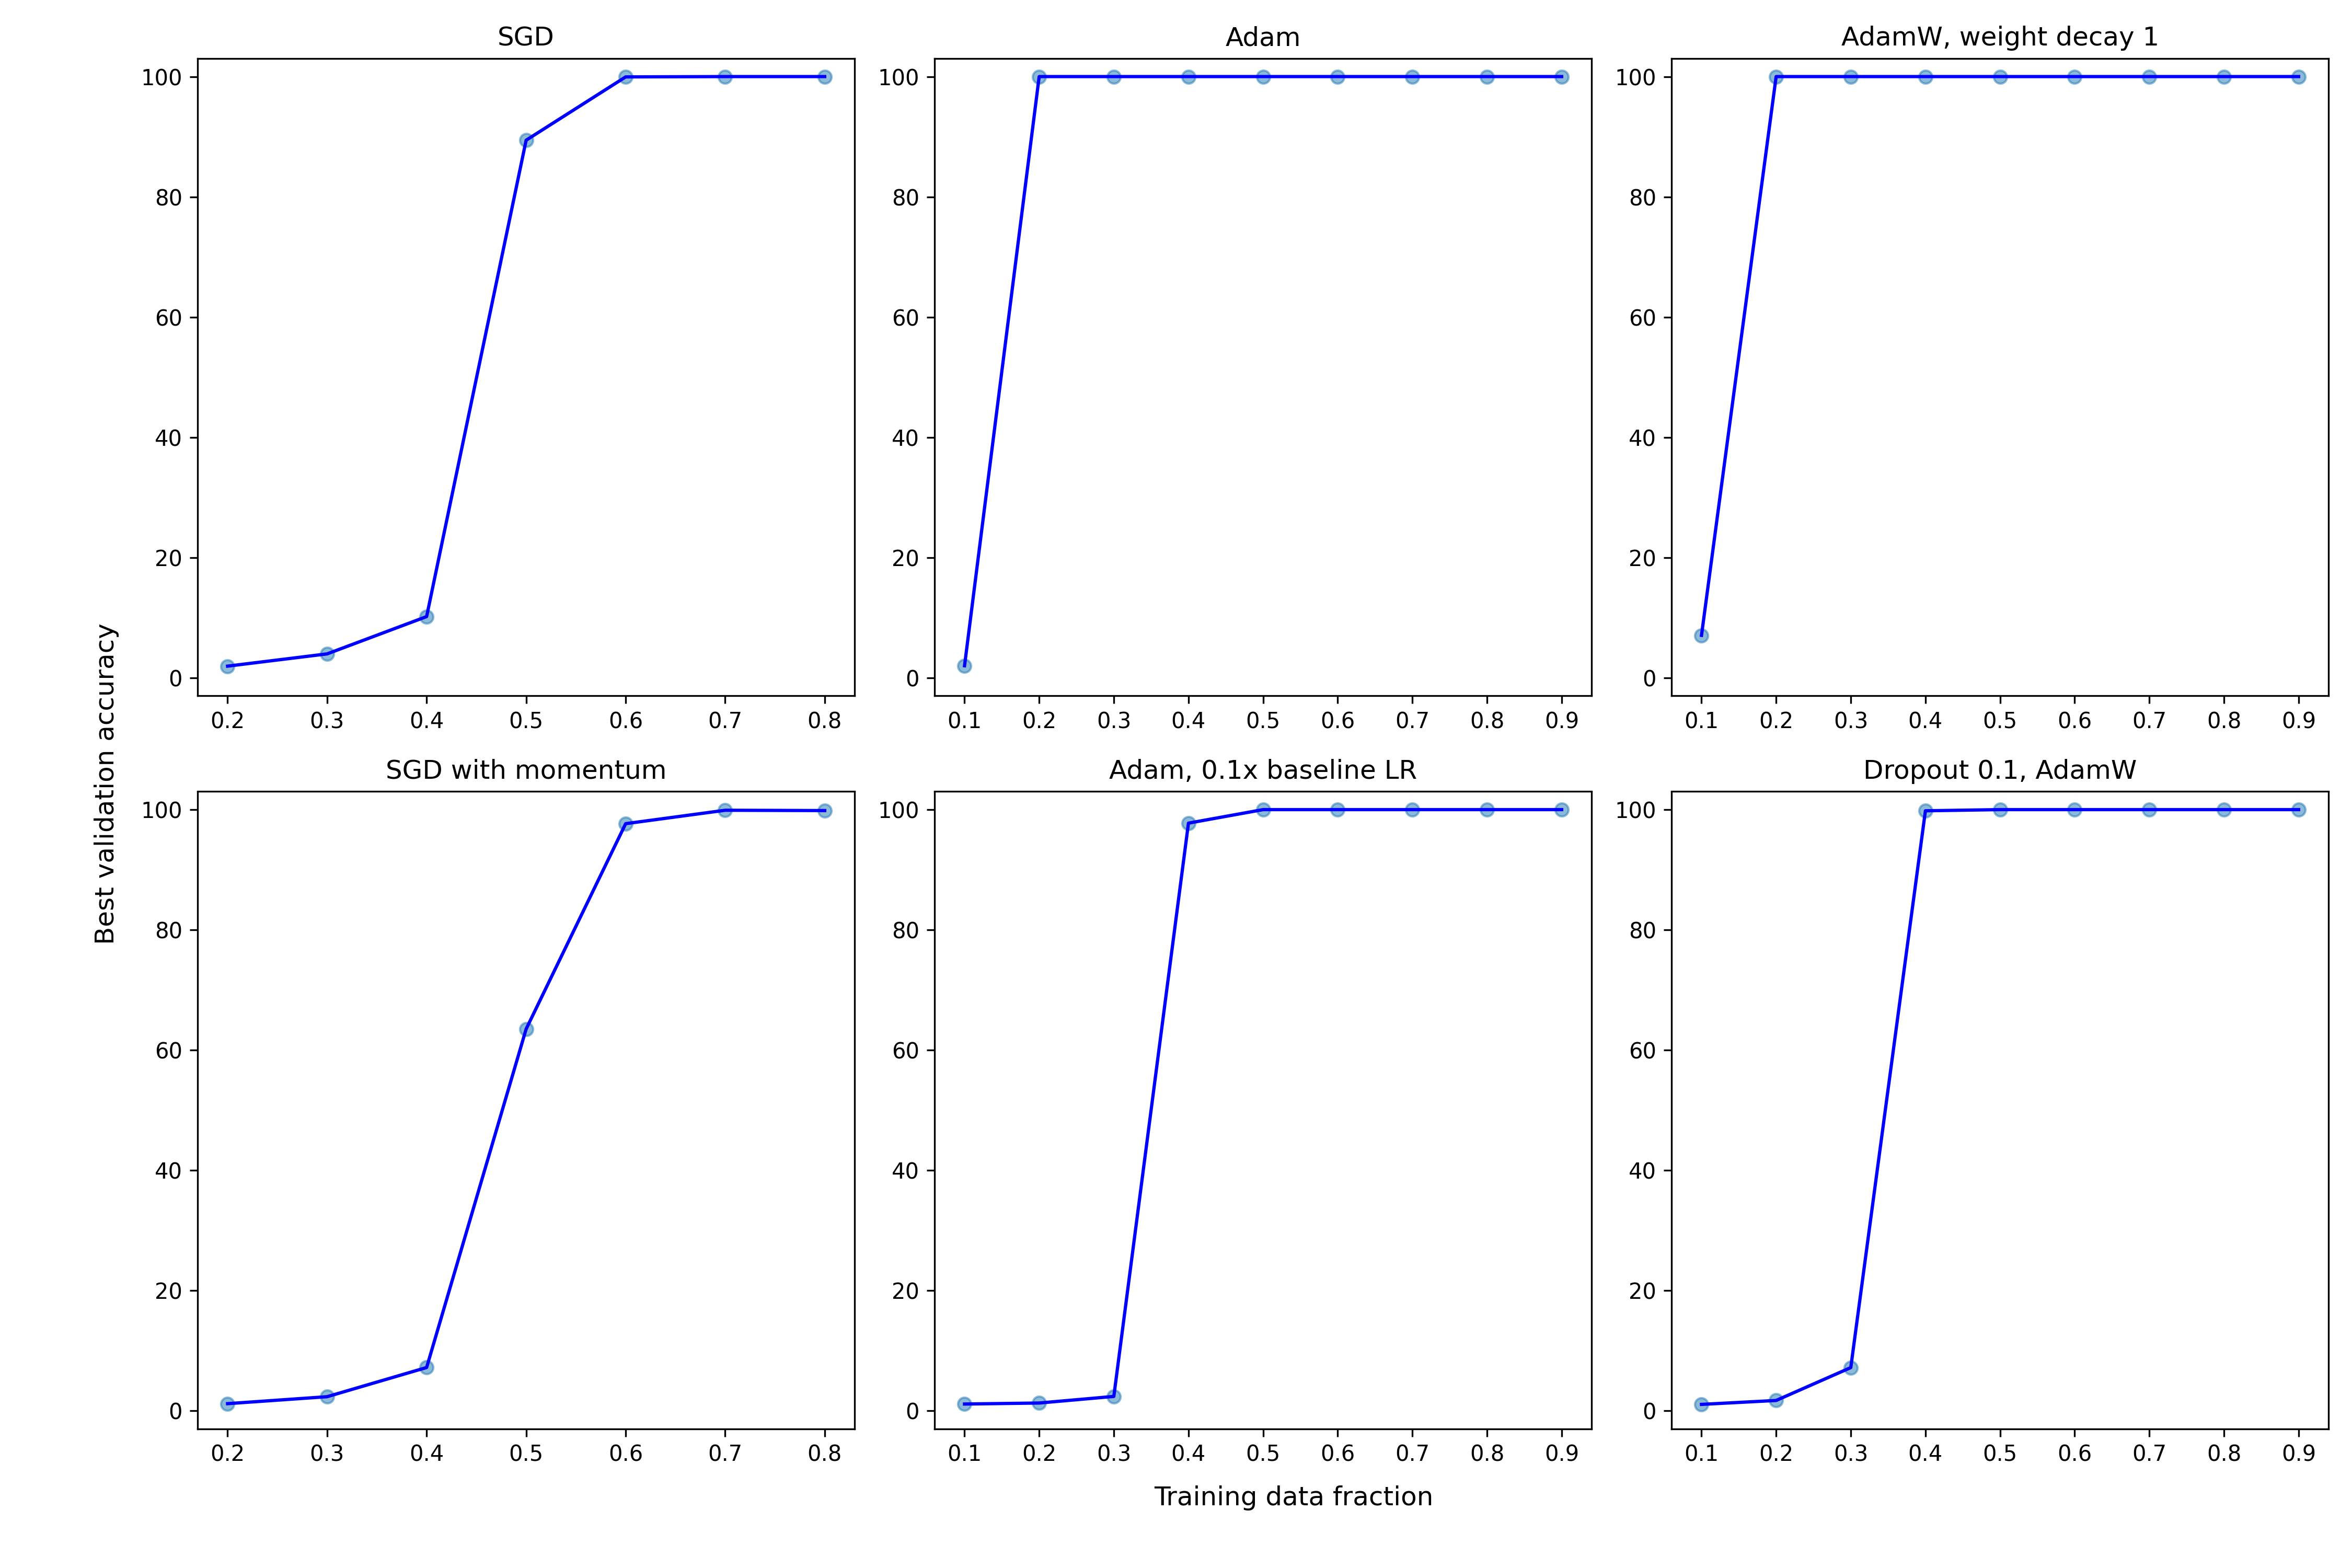 SGD
Adam
AdamW, weight decay 1
100
80
60
40
20
0
0.2 0.3 0.4 0.5 0.6 0.7 0.8
100
80
60
40
20
0
0.1 0.2 0.3 0.4 0.5 0.6 0.7 0.8 0.9
100
80
60
40
20
0
0.1 0.2 0.3 0.4 0.5 0.6 0.7 0.8 0.9
Best validation accuracy
SGD with momentum
Adam, 0.1x baseline LR
Dropout 0.1, AdamW
100
80
60
40
20
0
0.2 0.3 0.4 0.5 0.6 0.7 0.8
100
80
60
40
20
0
0.1 0.2 0.3 0.4 0.5 0.6 0.7 0.8 0.9
100
80
60
40
20
0
0.1 0.2 0.3 0.4 0.5 0.6 0.7 0.8 0.9
Training data fraction